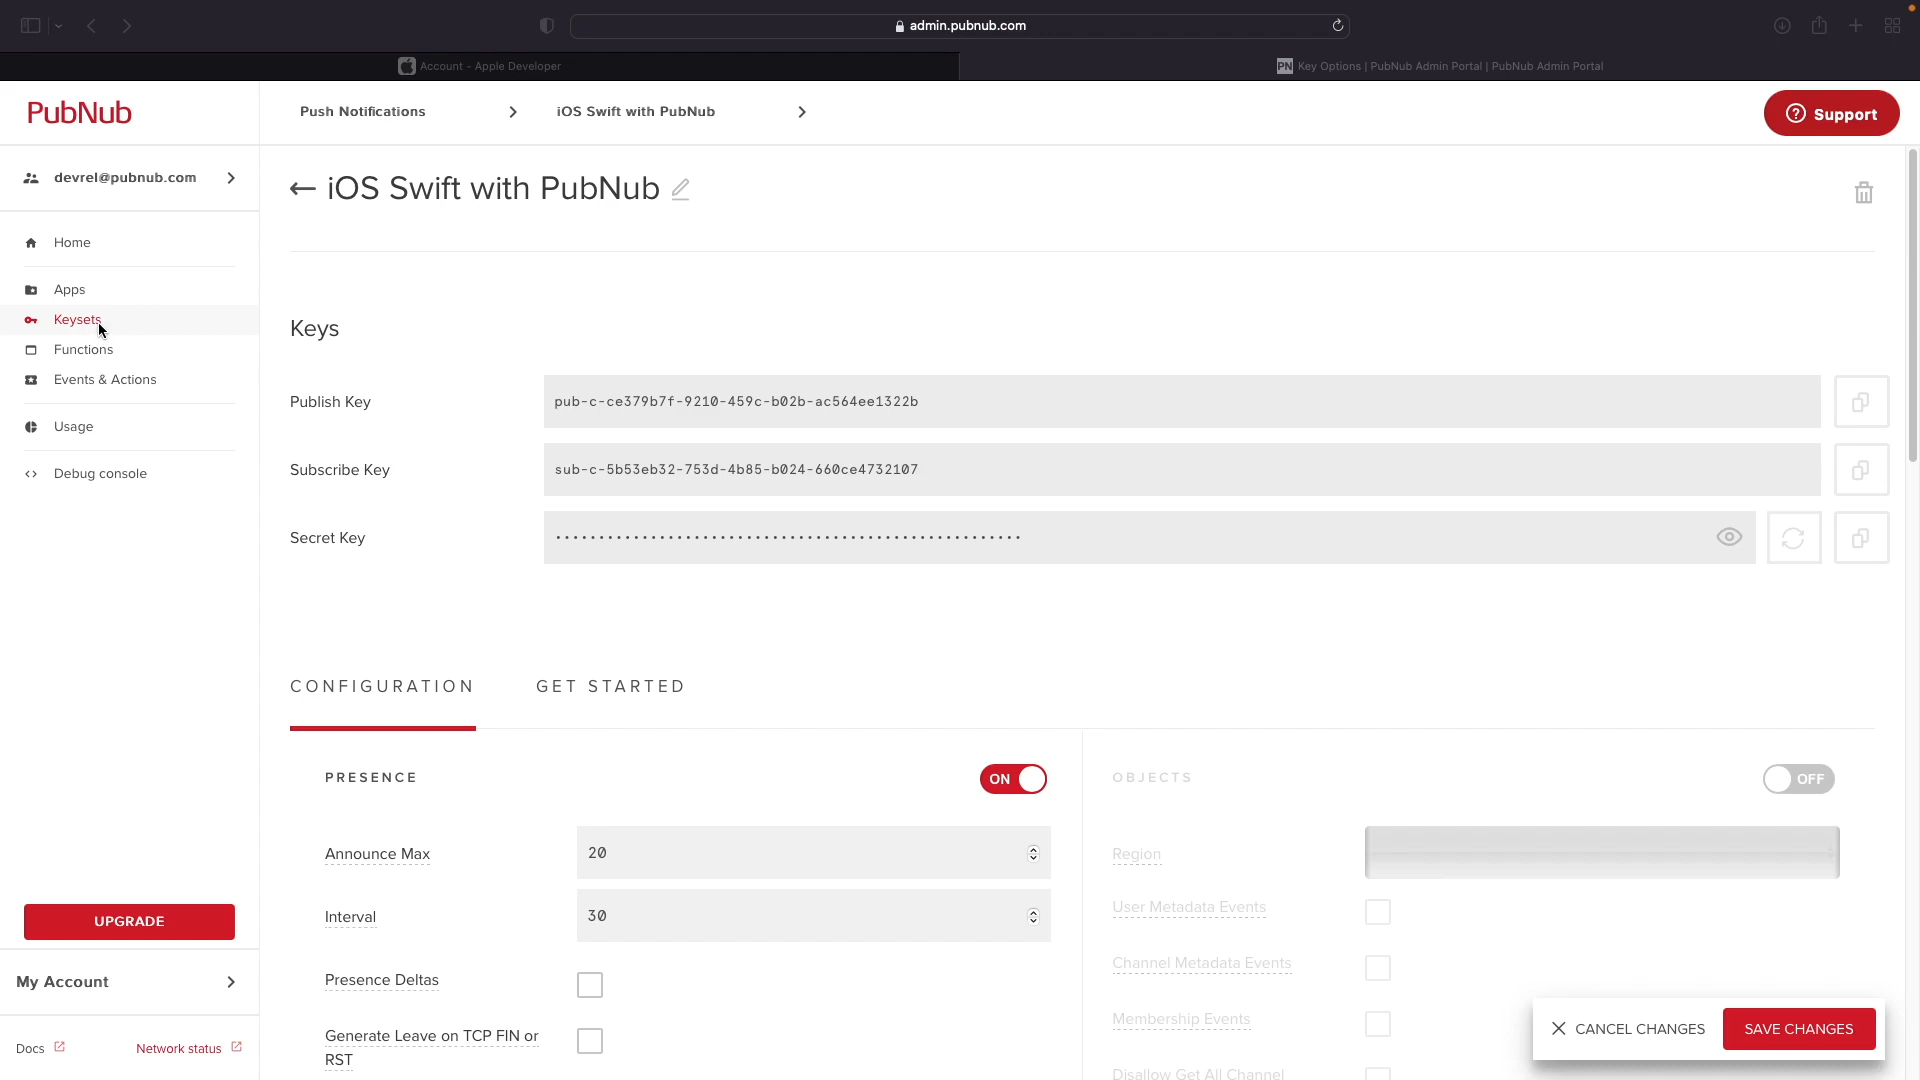 admin.pubnub.com
Account - Apple Developer
PN Key Options | PubNub Admin Portal | PubNub Admin Portal
PubNub
Push Notifications
iOS Swift with PubNub
Support
devrel@pubnub.com
iOS Swift with PubNub
Home
Apps
Keysets
Functions
Events & Actions
Usage
Debug console
Keys
Publish Key
pub-c-ce379b7f-9210-459c-b02b-ac564ee1322b
Subscribe Key
sub-c-5b53eb32-753d-4b85-b024-660ce4732107
Secret Key
CONFIGURATION
GET STARTED
PRESENCE
ON
Announce Max
20
Interval
30
Presence Deltas
Generate Leave on TCP FIN or
RST
OBJECTS
OFF
Region
User Metadata Events
Channel Metadata Events
Membership Events
Disallow Get All Channel
CANCEL CHANGES
SAVE CHANGES
UPGRADE
My Account
Docs
Network status